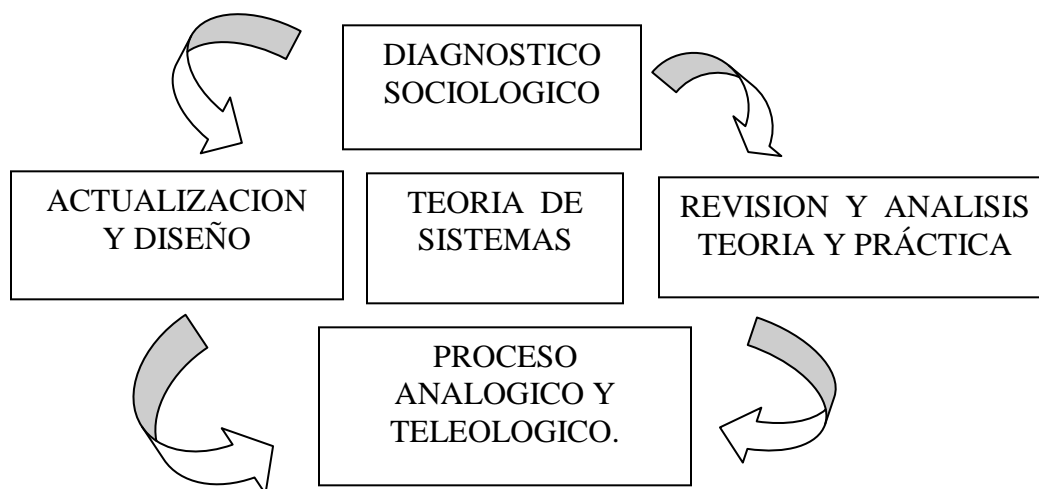 DIAGNOSTICO
SOCIOLOGICO
ACTUALIZACION
Y DISEÑO
TEORIA DE
SISTEMAS
REVISION Y ANALISIS
TEORIA Y PRÁCTICA
PROCESO
ANALOGICO Y
TELEOLOGICO.